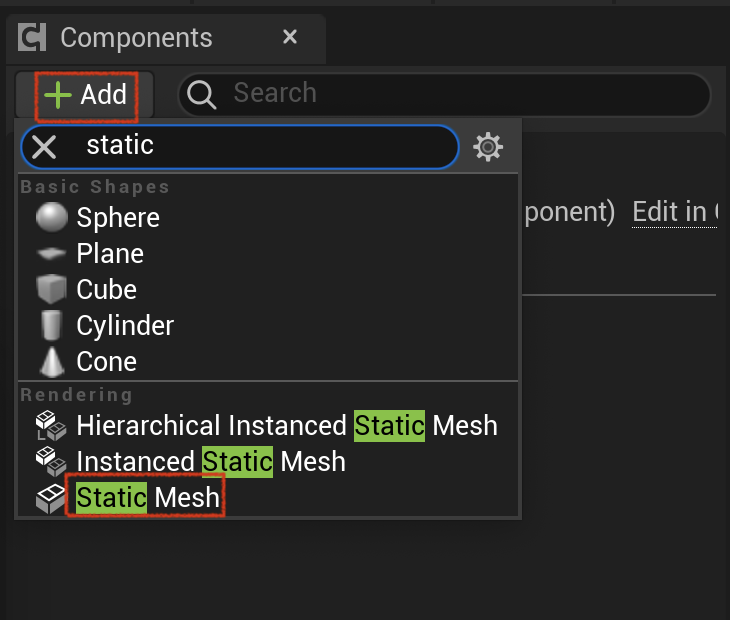 Components
Add
Search
static
Basic Shapes
Sphere
ponent) Edit in
Plane
Cube
Cylinder
Cone
Rendering
Hierarchical Instanced Static Mesh
Instanced Static Mesh
Static Mesh